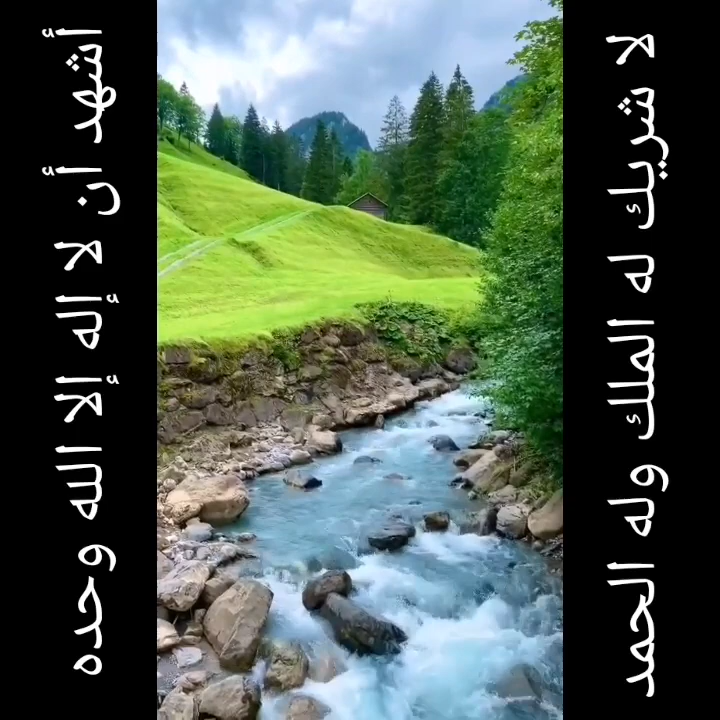 أشهد أن لا إله إلا الله وحده
لا شريك له الملك وله الحمد